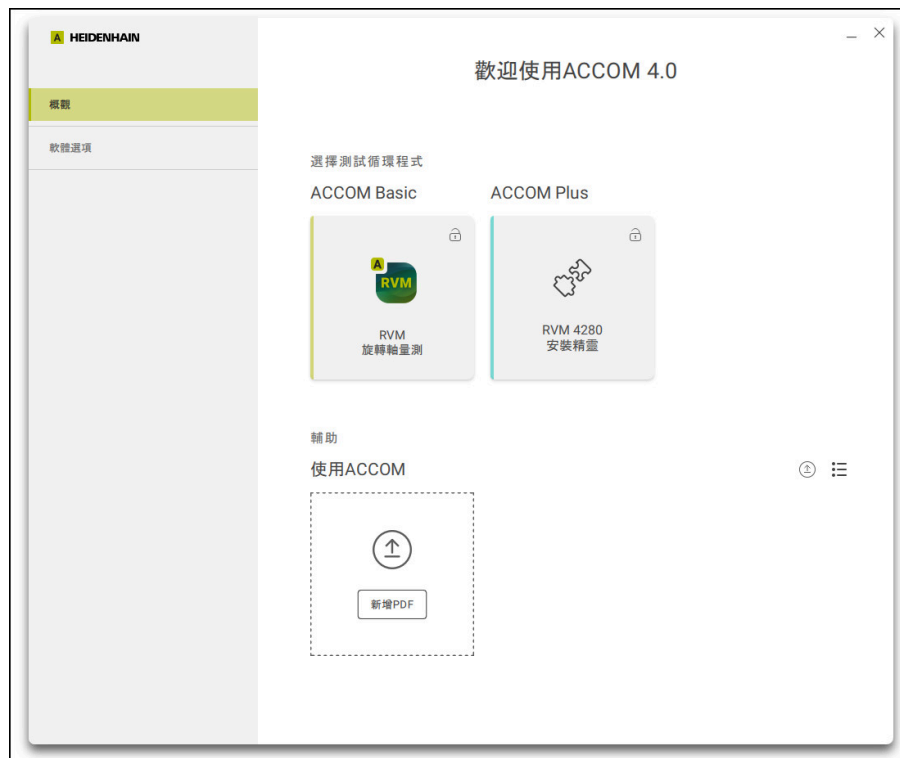 A HEIDENHAIN
歡迎使用ACCOM 4.0
概觀
軟體選項
選擇測試循環程式
ACCOM Basic
ACCOM Plus
A
RVM
RVM
旋轉軸量測
RVM 4280
安裝精靈
輔助
使用ACCOM
新增PDF